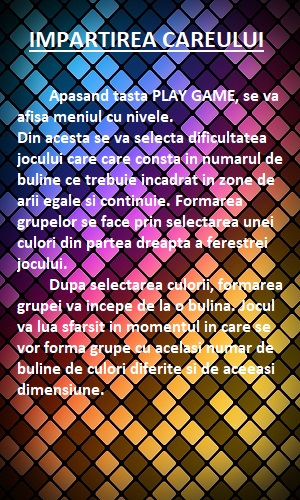 IMPARTIREA CAREULUI
Apasand tasta PLAY GAME, se va
afisa meniul cu nivele.
Din acesta se va selecta dificultatea
jocului care care consta in numarul de
buline ce trebuie incadrat in zone de
arii egale si continuie. Formarea
grupelor se face prin selectarea unei
culori din partea dreapta a ferestrei
jocului.
Dupa selectarea culorii, formarea
grupei va incepe de la o bulina. Jocul
va lua sfarsit in momentul in care se
vor forma grupe cu acelasi numar de
buline de culori diferite si de aceeasi
dimensiune.